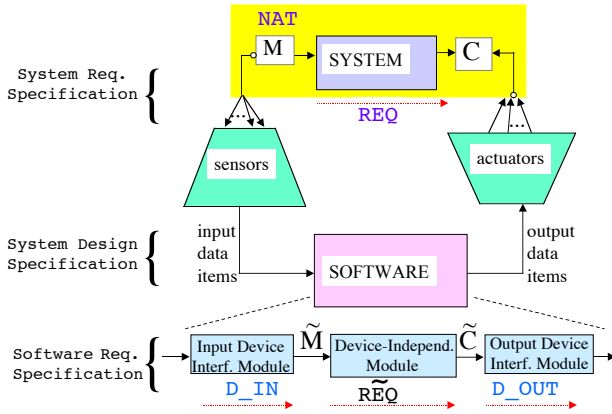 NAT
M
SYSTEM
C
System Req.
Specification
REQ
...
...
sensors
actuators
System Design
Specification
input
data
items
SOFTWARE
output
data
items
Software Req.
Specification
Input Device
Interf. Module
M̃
Device-Independ.
Module
C̃
Output Device
Interf. Module
D_IN
R̃EQ
D_OUT